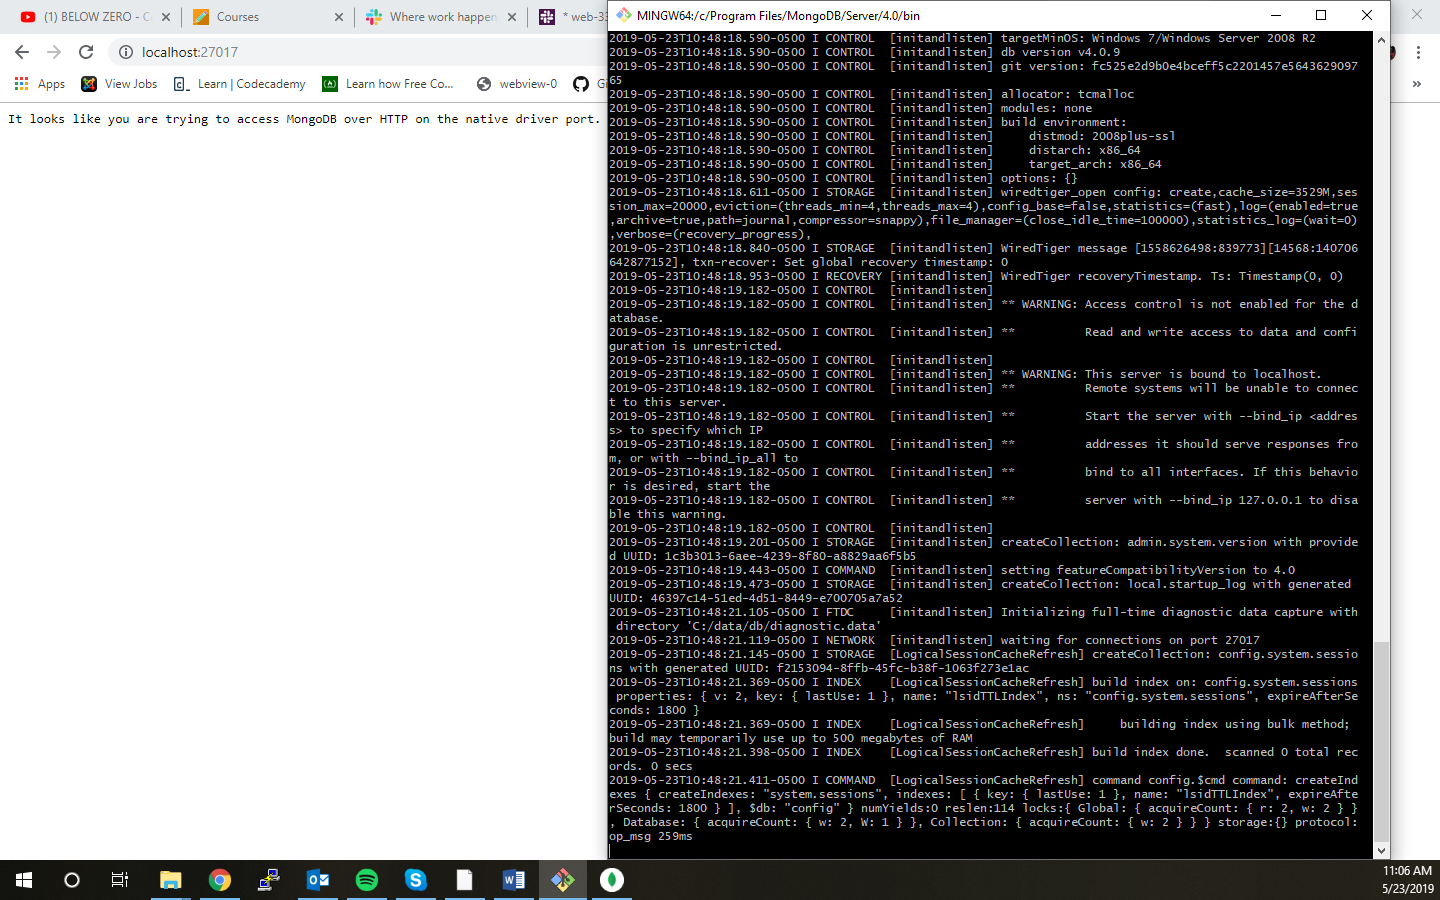 (1) BELOW ZERO - C
Courses
Where work happen
* web-33
localhost:27017
Apps
View Jobs
Learn | Codecademy
Learn how Free Co...
webview-0
»
It looks like you are trying to access MongoDB over HTTP on the native driver port.
MINGW64:/c/Program Files/MongoDB/Server/4.0/bin
2019-05-23T10:48:18.590-0500 I CONTROL  [initandlisten] targetMinOS: Windows 7/Windows Server 2008 R2
2019-05-23T10:48:18.590-0500 I CONTROL  [initandlisten] db version v4.0.9
2019-05-23T10:48:18.590-0500 I CONTROL  [initandlisten] git version: fc525e2d9b0e4bceff5c2201457e5643629097
65
2019-05-23T10:48:18.590-0500 I CONTROL  [initandlisten] allocator: tcmalloc
2019-05-23T10:48:18.590-0500 I CONTROL  [initandlisten] modules: none
2019-05-23T10:48:18.590-0500 I CONTROL  [initandlisten] build environment:
2019-05-23T10:48:18.590-0500 I CONTROL  [initandlisten]     distmod: 2008plus-ssl
2019-05-23T10:48:18.590-0500 I CONTROL  [initandlisten]     distarch: x86_64
2019-05-23T10:48:18.590-0500 I CONTROL  [initandlisten]     target_arch: x86_64
2019-05-23T10:48:18.590-0500 I CONTROL  [initandlisten] options: {}
2019-05-23T10:48:18.611-0500 I STORAGE  [initandlisten] wiredtiger_open config: create,cache_size=3529M,ses
sion_max=20000,eviction=(threads_min=4,threads_max=4),config_base=false,statistics=(fast),log=(enabled=true
,archive=true,path=journal,compressor=snappy),file_manager=(close_idle_time=100000),statistics_log=(wait=0)
,verbose=(recovery_progress),
2019-05-23T10:48:18.840-0500 I STORAGE  [initandlisten] WiredTiger message [1558626498:839773][14568:140706
642877152], txn-recover: Set global recovery timestamp: 0
2019-05-23T10:48:18.953-0500 I RECOVERY [initandlisten] WiredTiger recoveryTimestamp. Ts: Timestamp(0, 0)
2019-05-23T10:48:19.182-0500 I CONTROL  [initandlisten]
2019-05-23T10:48:19.182-0500 I CONTROL  [initandlisten] ** WARNING: Access control is not enabled for the d
atabase.
2019-05-23T10:48:19.182-0500 I CONTROL  [initandlisten] **          Read and write access to data and confi
guration is unrestricted.
2019-05-23T10:48:19.182-0500 I CONTROL  [initandlisten]
2019-05-23T10:48:19.182-0500 I CONTROL  [initandlisten] ** WARNING: This server is bound to localhost.
2019-05-23T10:48:19.182-0500 I CONTROL  [initandlisten] **          Remote systems will be unable to connec
t to this server.
2019-05-23T10:48:19.182-0500 I CONTROL  [initandlisten] **          Start the server with --bind_ip <addres
s> to specify which IP
2019-05-23T10:48:19.182-0500 I CONTROL  [initandlisten] **          addresses it should serve responses fro
m, or with --bind_ip_all to
2019-05-23T10:48:19.182-0500 I CONTROL  [initandlisten] **          bind to all interfaces. If this behavio
r is desired, start the
2019-05-23T10:48:19.182-0500 I CONTROL  [initandlisten] **          server with --bind_ip 127.0.0.1 to disa
ble this warning.
2019-05-23T10:48:19.182-0500 I CONTROL  [initandlisten]
2019-05-23T10:48:19.201-0500 I STORAGE  [initandlisten] createCollection: admin.system.version with provide
d UUID: 1c3b3013-6aee-4239-8f80-a8829aa6f5b5
2019-05-23T10:48:19.443-0500 I COMMAND  [initandlisten] setting featureCompatibilityVersion to 4.0
2019-05-23T10:48:19.473-0500 I STORAGE  [initandlisten] createCollection: local.startup_log with generated
UUID: 46397c14-51ed-4d51-8449-e700705a7a52
2019-05-23T10:48:21.105-0500 I FTDC     [initandlisten] Initializing full-time diagnostic data capture with
 directory 'C:/data/db/diagnostic.data'
2019-05-23T10:48:21.119-0500 I NETWORK  [initandlisten] waiting for connections on port 27017
2019-05-23T10:48:21.145-0500 I STORAGE  [LogicalSessionCacheRefresh] createCollection: config.system.sessio
ns with generated UUID: f2153094-8ffb-45fc-b38f-1063f273e1ac
2019-05-23T10:48:21.369-0500 I INDEX    [LogicalSessionCacheRefresh] build index on: config.system.sessions
 properties: { v: 2, key: { lastUse: 1 }, name: "lsidTTLIndex", ns: "config.system.sessions", expireAfterSe
conds: 1800 }
2019-05-23T10:48:21.369-0500 I INDEX    [LogicalSessionCacheRefresh]     building index using bulk method;
build may temporarily use up to 500 megabytes of RAM
2019-05-23T10:48:21.398-0500 I INDEX    [LogicalSessionCacheRefresh] build index done.  scanned 0 total rec
ords. 0 secs
2019-05-23T10:48:21.411-0500 I COMMAND  [LogicalSessionCacheRefresh] command config.$cmd command: createInd
exes { createIndexes: "system.sessions", indexes: [ { key: { lastUse: 1 }, name: "lsidTTLIndex", expireAfte
rSeconds: 1800 } ], $db: "config" } numYields:0 reslen:114 locks:{ Global: { acquireCount: { r: 2, w: 2 } }
, Database: { acquireCount: { w: 2, W: 1 } }, Collection: { acquireCount: { w: 2 } } } storage:{} protocol:
op_msg 259ms
11:06 AM
5/23/2019